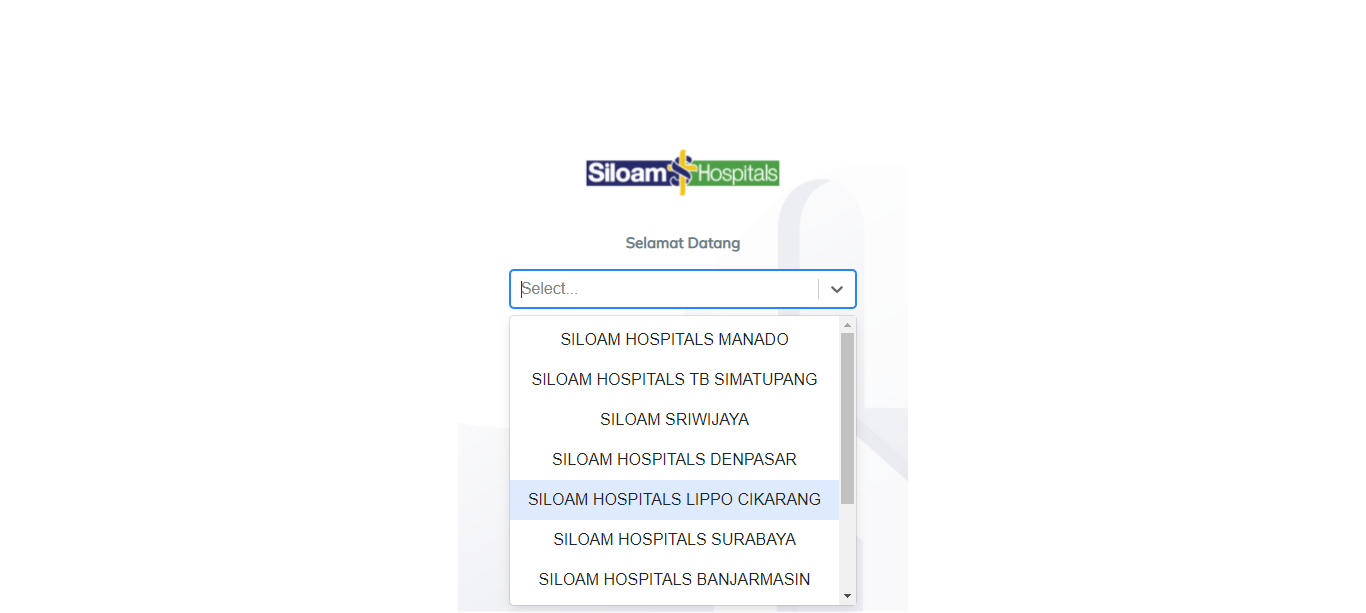 Siloam Hospitals
Selamat Datang
Select...
SILOAM HOSPITALS MANADO
SILOAM HOSPITALS TB SIMATUPANG
SILOAM SRIWIJAYA
SILOAM HOSPITALS DENPASAR
SILOAM HOSPITALS LIPPO CIKARANG
SILOAM HOSPITALS SURABAYA
SILOAM HOSPITALS BANJARMASIN